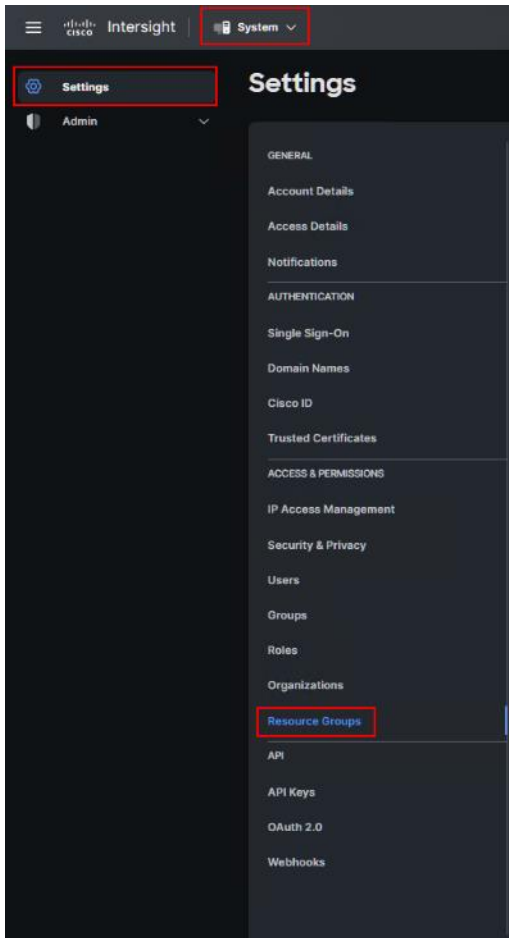 cisco Intersight System
Settings
Settings
Admin
GENERAL
Account Details
Access Details
Notifications
AUTHENTICATION
Single Sign-On
Domain Names
Cisco ID
Trusted Certificates
ACCESS & PERMISSIONS
IP Access Management
Security & Privacy
Users
Groups
Roles
Organizations
Resource Groups
API
API Keys
OAuth 2.0
Webhooks